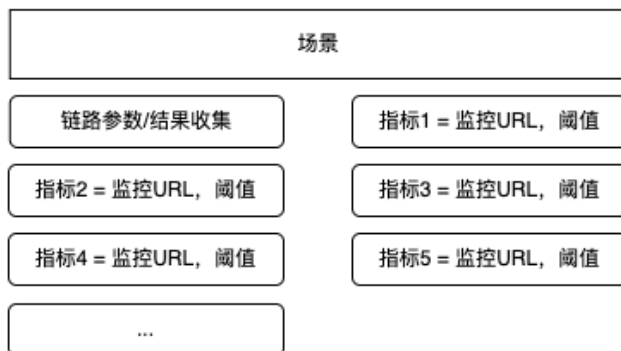 场景
链路参数/结果收集
指标1 = 监控URL，阈值
指标2 = 监控URL，阈值
指标3 = 监控URL，阈值
指标4 = 监控URL，阈值
指标5 = 监控URL，阈值
...